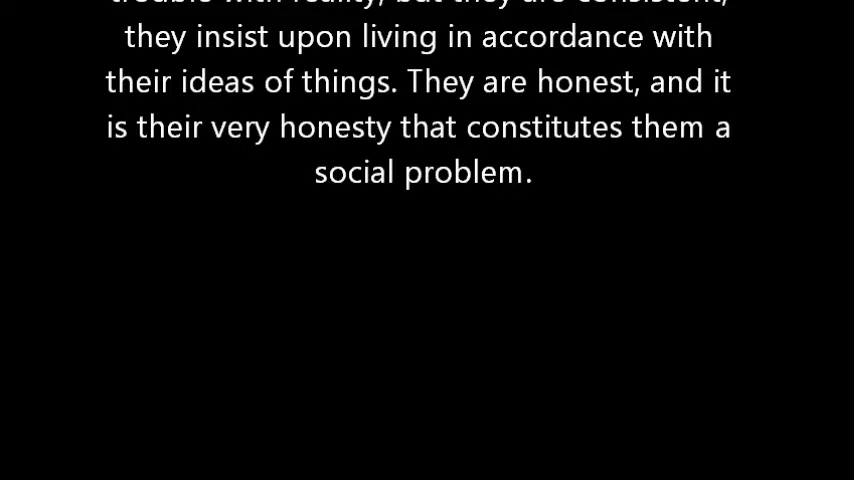 trouble with reality, but they are consistent,
they insist upon living in accordance with
their ideas of things. They are honest, and it
is their very honesty that constitutes them a
social problem.